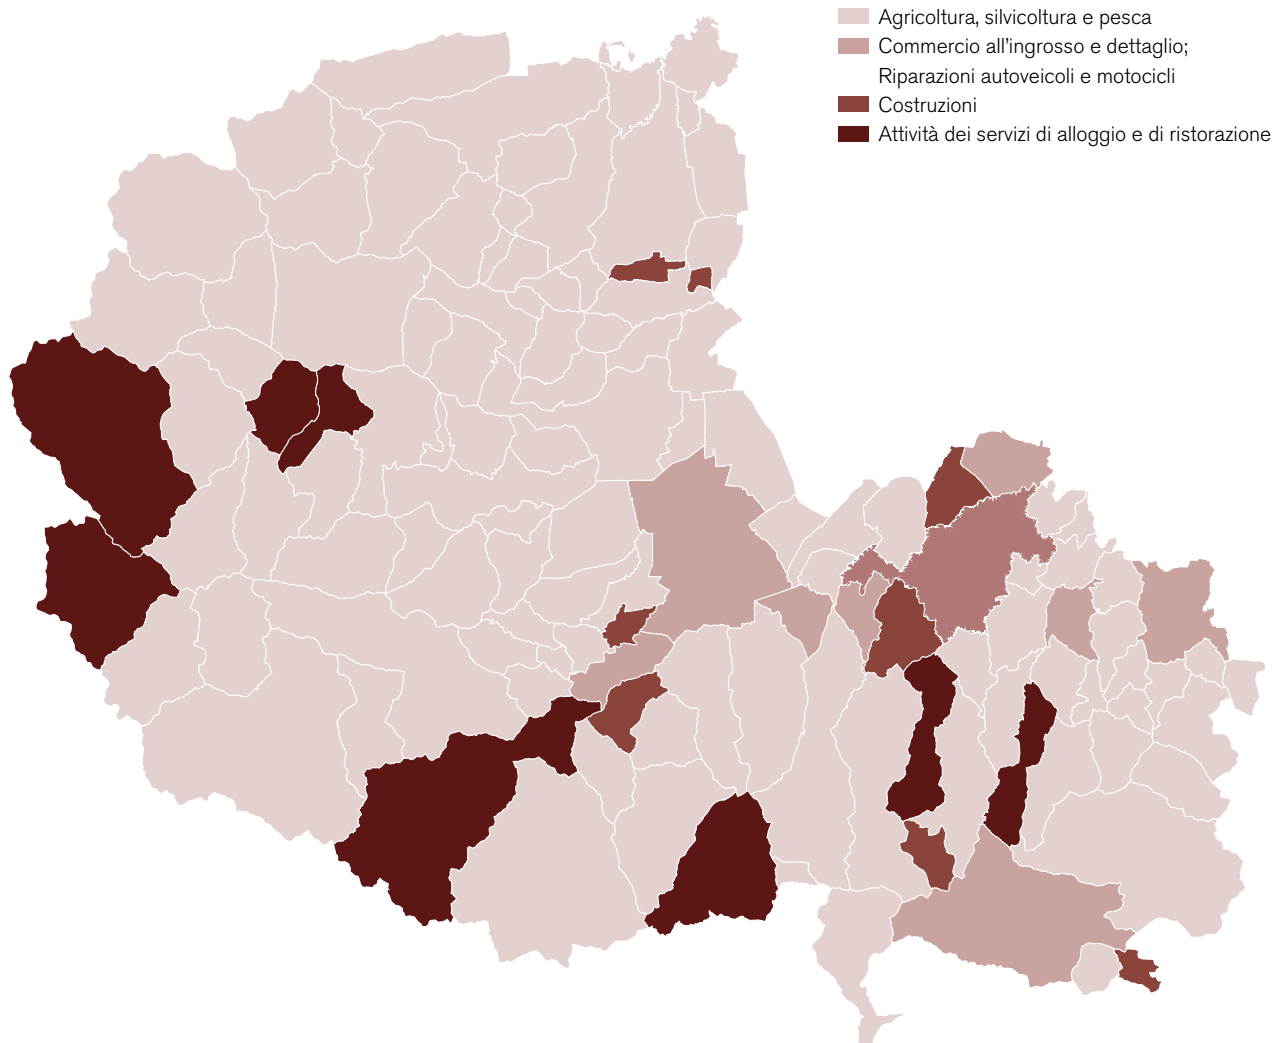 Agricoltura, silvicoltura e pesca
Commercio all'ingrosso e dettaglio;
Riparazioni autoveicoli e motocicli
Costruzioni
Attività dei servizi di alloggio e di ristorazione